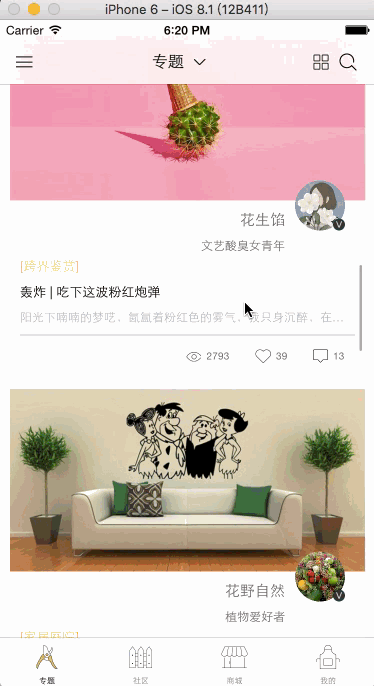 iPhone 6 – iOS 8.1 (12B411)
Carrier 6:20 PM
专题
花生馅
V
文艺酸臭女青年
[跨界鉴赏]
轰炸 | 吃下这波粉红炮弹
阳光下喃喃的梦呓，氤氲着粉红色的雾气，我只身沉醉，在...
2793 39 13
花野自然
V
植物爱好者
专题 社区 商城 我的